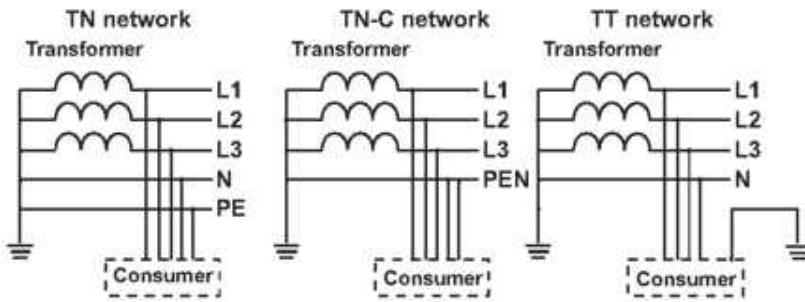 TN network
Transformer
L1
L2
L3
N
PE
Consumer
TN-C network
Transformer
L1
L2
L3
PEN
Consumer
TT network
Transformer
L1
L2
L3
N
Consumer